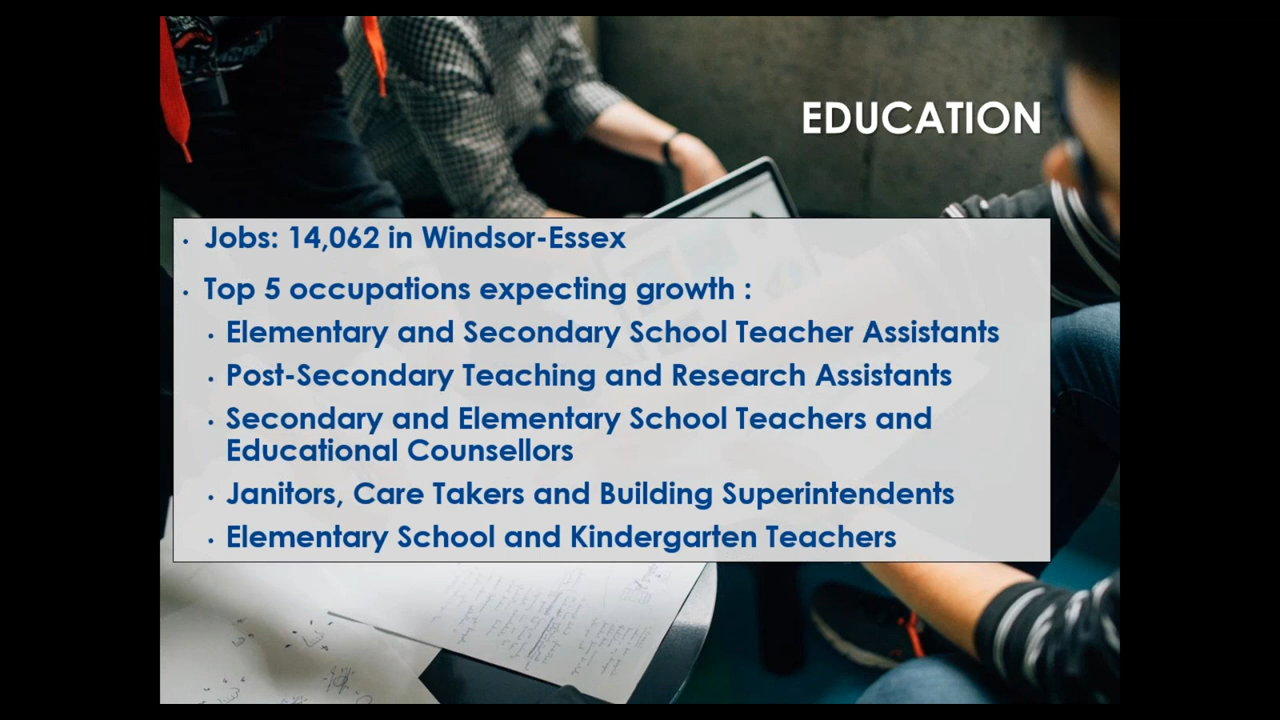 EDUCATION
• Jobs: 14,062 in Windsor-Essex
• Top 5 occupations expecting growth :
• Elementary and Secondary School Teacher Assistants
• Post-Secondary Teaching and Research Assistants
• Secondary and Elementary School Teachers and
Educational Counsellors
• Janitors, Care Takers and Building Superintendents
• Elementary School and Kindergarten Teachers